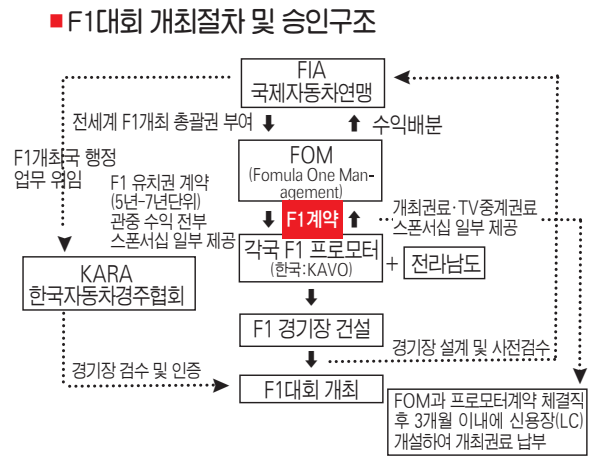 F1대회 개최절차 및 승인구조
FIA
국제자동차연맹
전세계 F1개최 총괄권 부여
수익배분
F1개최국 행정
업무 위임
FOM
(Fomula One Man-
agement)
F1 유치권 계약
(5년-7년단위)
관중 수익 전부
스폰서십 일부 제공
F1계약
개최권료·TV중계권료
스폰서십 일부 제공
각국 F1 프로모터
(한국:KAVO)
+ 전라남도
KARA
한국자동차경주협회
F1 경기장 건설
경기장 설계 및 사전검수
경기장 검수 및 인증
F1대회 개최
FOM과 프로모터계약 체결직
후 3개월 이내에 신용장(LC)
개설하여 개최권료 납부